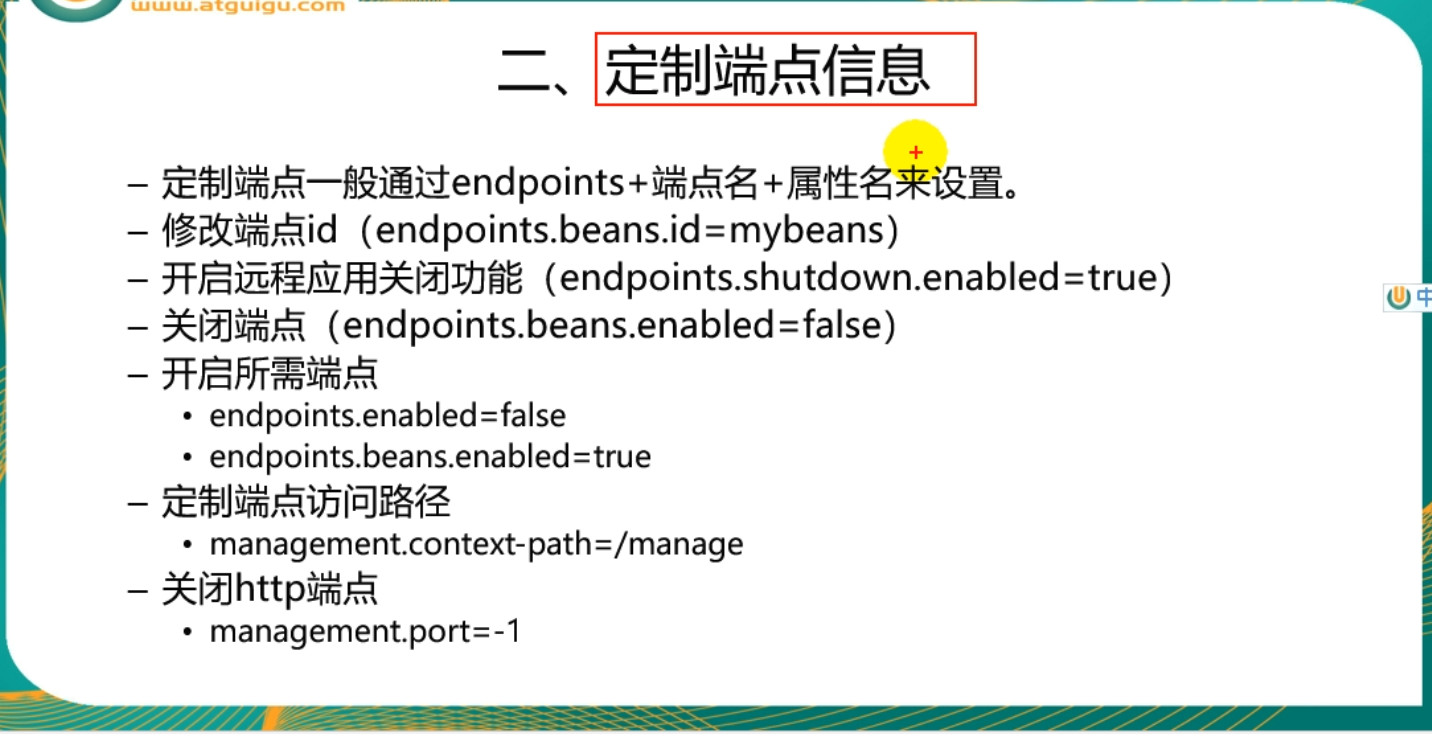 www.atguigu.com
二、定制端点信息
– 定制端点一般通过endpoints+端点名+属性名来设置。
– 修改端点id（endpoints.beans.id=mybeans）
– 开启远程应用关闭功能（endpoints.shutdown.enabled=true）
– 关闭端点（endpoints.beans.enabled=false）
– 开启所需端点
• endpoints.enabled=false
• endpoints.beans.enabled=true
– 定制端点访问路径
• management.context-path=/manage
– 关闭http端点
• management.port=-1
中